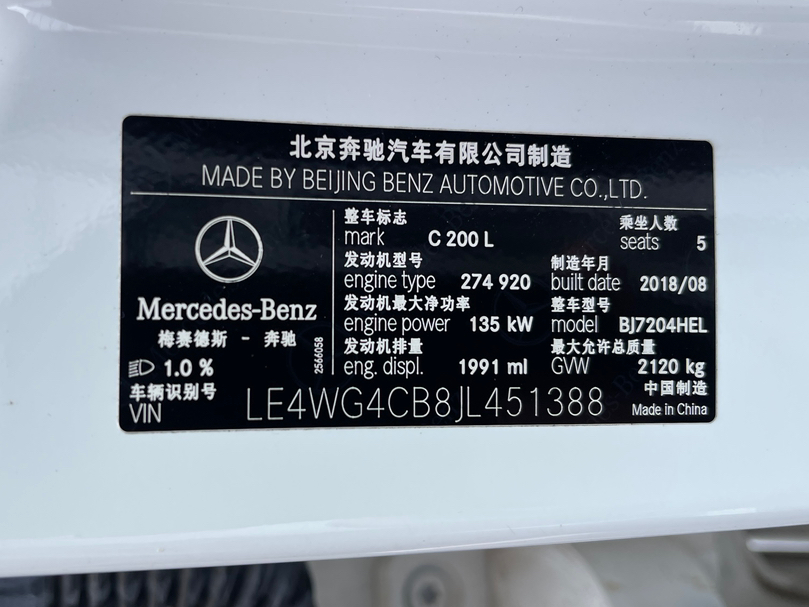 北京奔驰汽车有限公司制造
MADE BY BEIJING BENZ AUTOMOTIVE CO.,LTD.
Mercedes-Benz
梅赛德斯 - 奔驰
1.0 %
2566058
整车标志
mark C 200 L
乘坐人数
seats 5
发动机型号
engine type 274 920
制造年月
built date 2018/08
发动机最大净功率
engine power 135 kW
整车型号
model BJ7204HEL
发动机排量
eng. displ. 1991 ml
最大允许总质量
GVW 2120 kg
车辆识别号
VIN LE4WG4CB8JL451388
中国制造
Made in China